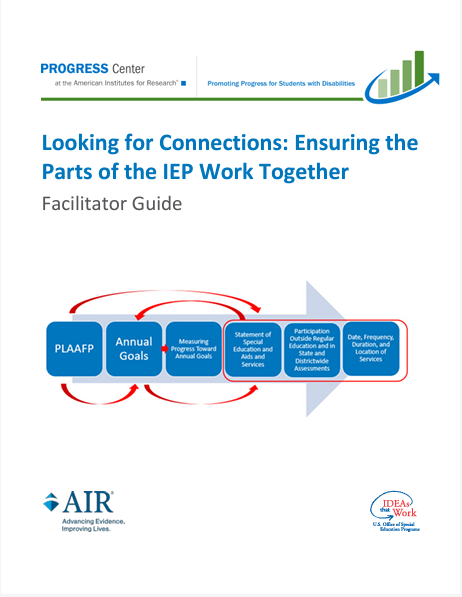 PROGRESS Center
at the American Institutes for Research®
Promoting Progress for Students with Disabilities
Looking for Connections: Ensuring the
Parts of the IEP Work Together
Facilitator Guide
PLAAFP
Annual
Goals
Measuring
Progress Toward
Annual Goals
Statement of
Special
Education and
Aids and
Services
Participation
Outside Regular
Education and in
State and
Districtwide
Assessments
Date, Frequency,
Duration, and
Location of
Services
AIR®
Advancing Evidence.
Improving Lives.
IDEAs
that
Work
U.S. Office of Special
Education Programs